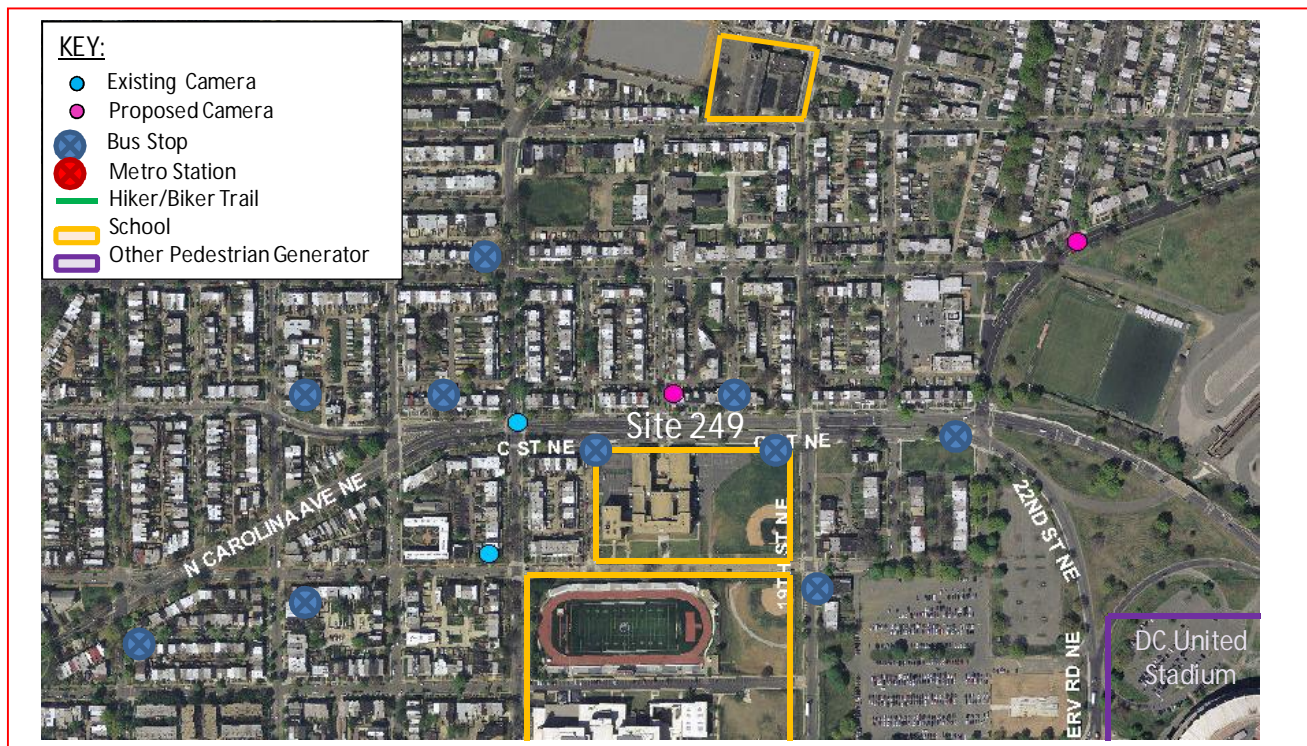 KEY:
Existing Camera
Proposed Camera
Bus Stop
Metro Station
Hiker/Biker Trail
School
Other Pedestrian Generator
Site 249
C ST NE
NE
N CAROLINA AVE NE
19TH ST NE
22ND ST NE
ERV RD NE
DC United
Stadium